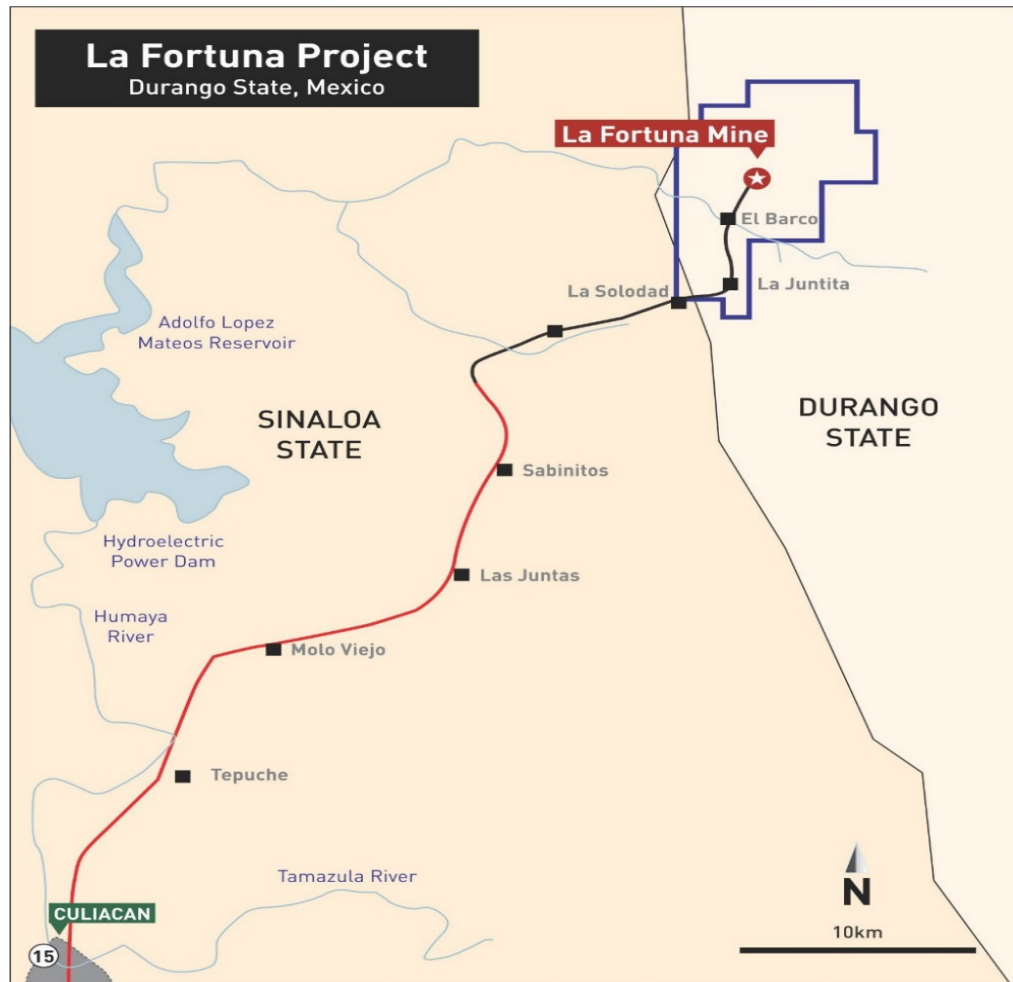 La Fortuna Project
Durango State, Mexico
La Fortuna Mine
El Barco
La Juntita
La Solodad
Adolfo Lopez
Mateos Reservoir
SINALOA
STATE
DURANGO
STATE
Sabinitos
Hydroelectric
Power Dam
Las Juntas
Humaya
River
Molo Viejo
Tepuche
Tamazula River
N
CULIACAN
10km
15